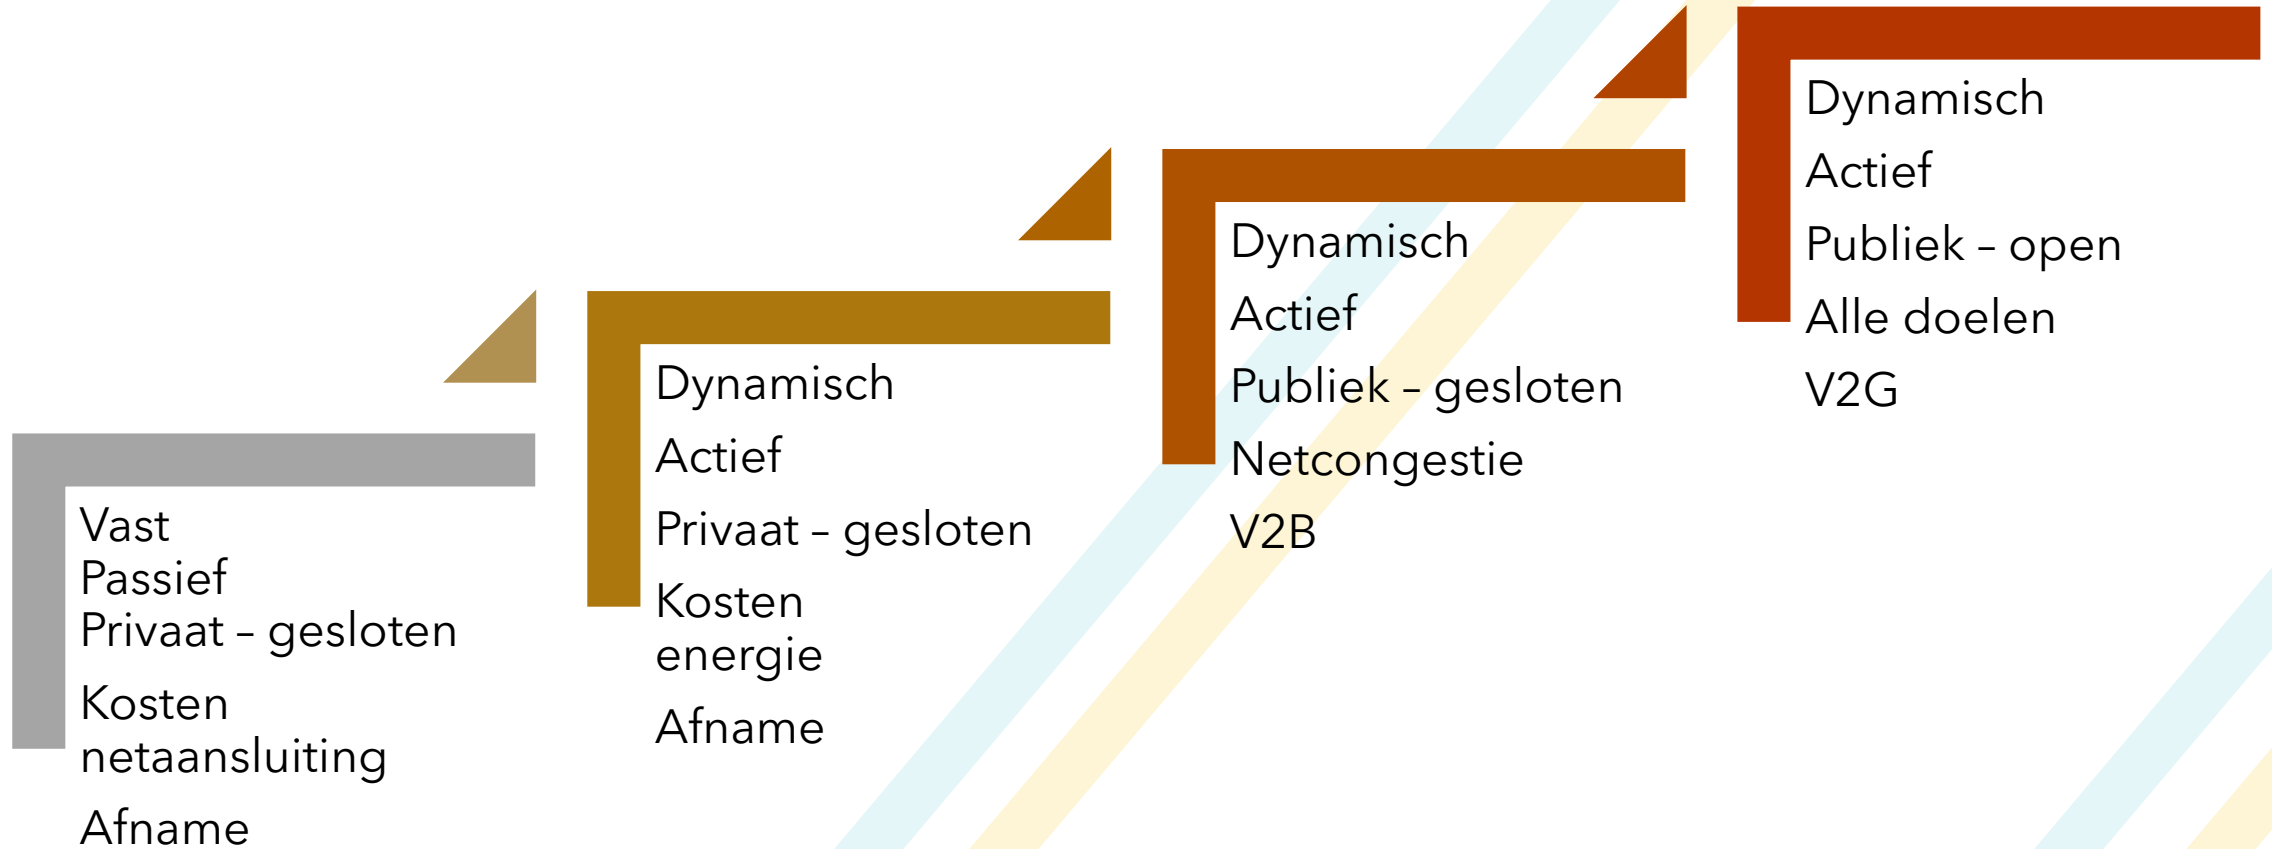 Vast
Passief
Privaat – gesloten
Kosten
netaansluiting
Afname
Dynamisch
Actief
Privaat – gesloten
Kosten
energie
Afname
Dynamisch
Actief
Publiek – gesloten
Netcongestie
V2B
Dynamisch
Actief
Publiek – open
Alle doelen
V2G